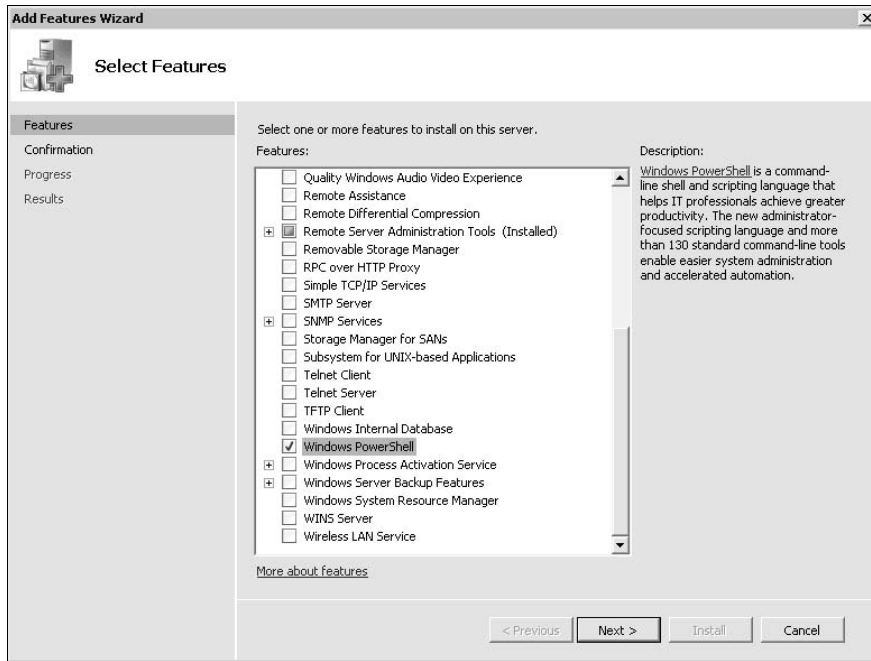 Add Features Wizard
Select Features
Features
Confirmation
Progress
Results
Select one or more features to install on this server.
Features:
Quality Windows Audio Video Experience
Remote Assistance
Remote Differential Compression
Remote Server Administration Tools (Installed)
Removable Storage Manager
RPC over HTTP Proxy
Simple TCP/IP Services
SMTP Server
SNMP Services
Storage Manager for SANs
Subsystem for UNIX-based Applications
Telnet Client
Telnet Server
TFTP Client
Windows Internal Database
Windows PowerShell
Windows Process Activation Service
Windows Server Backup Features
Windows System Resource Manager
WINS Server
Wireless LAN Service
More about features
Description:
Windows PowerShell is a command-
line shell and scripting language that
helps IT professionals achieve greater
productivity. The new administrator-
focused scripting language and more
than 130 standard command-line tools
enable easier system administration
and accelerated automation.
< Previous
Next >
Install
Cancel